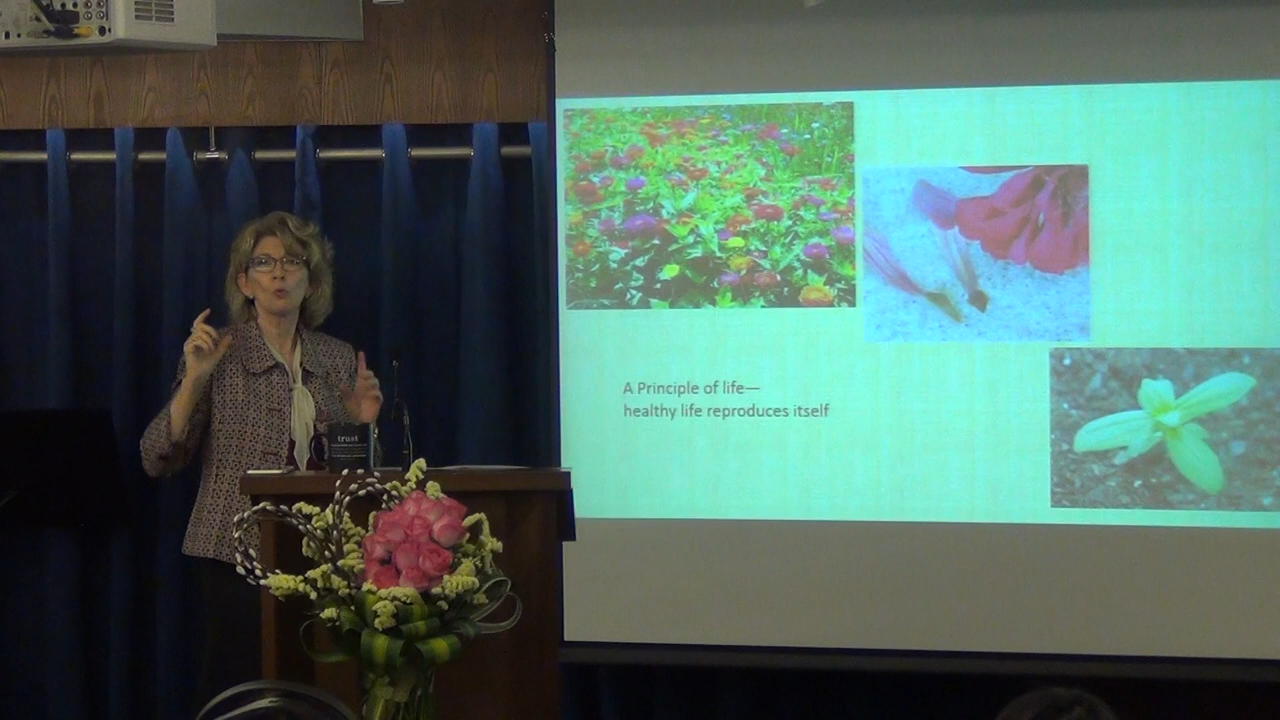 A Principle of life—
healthy life reproduces itself
trust